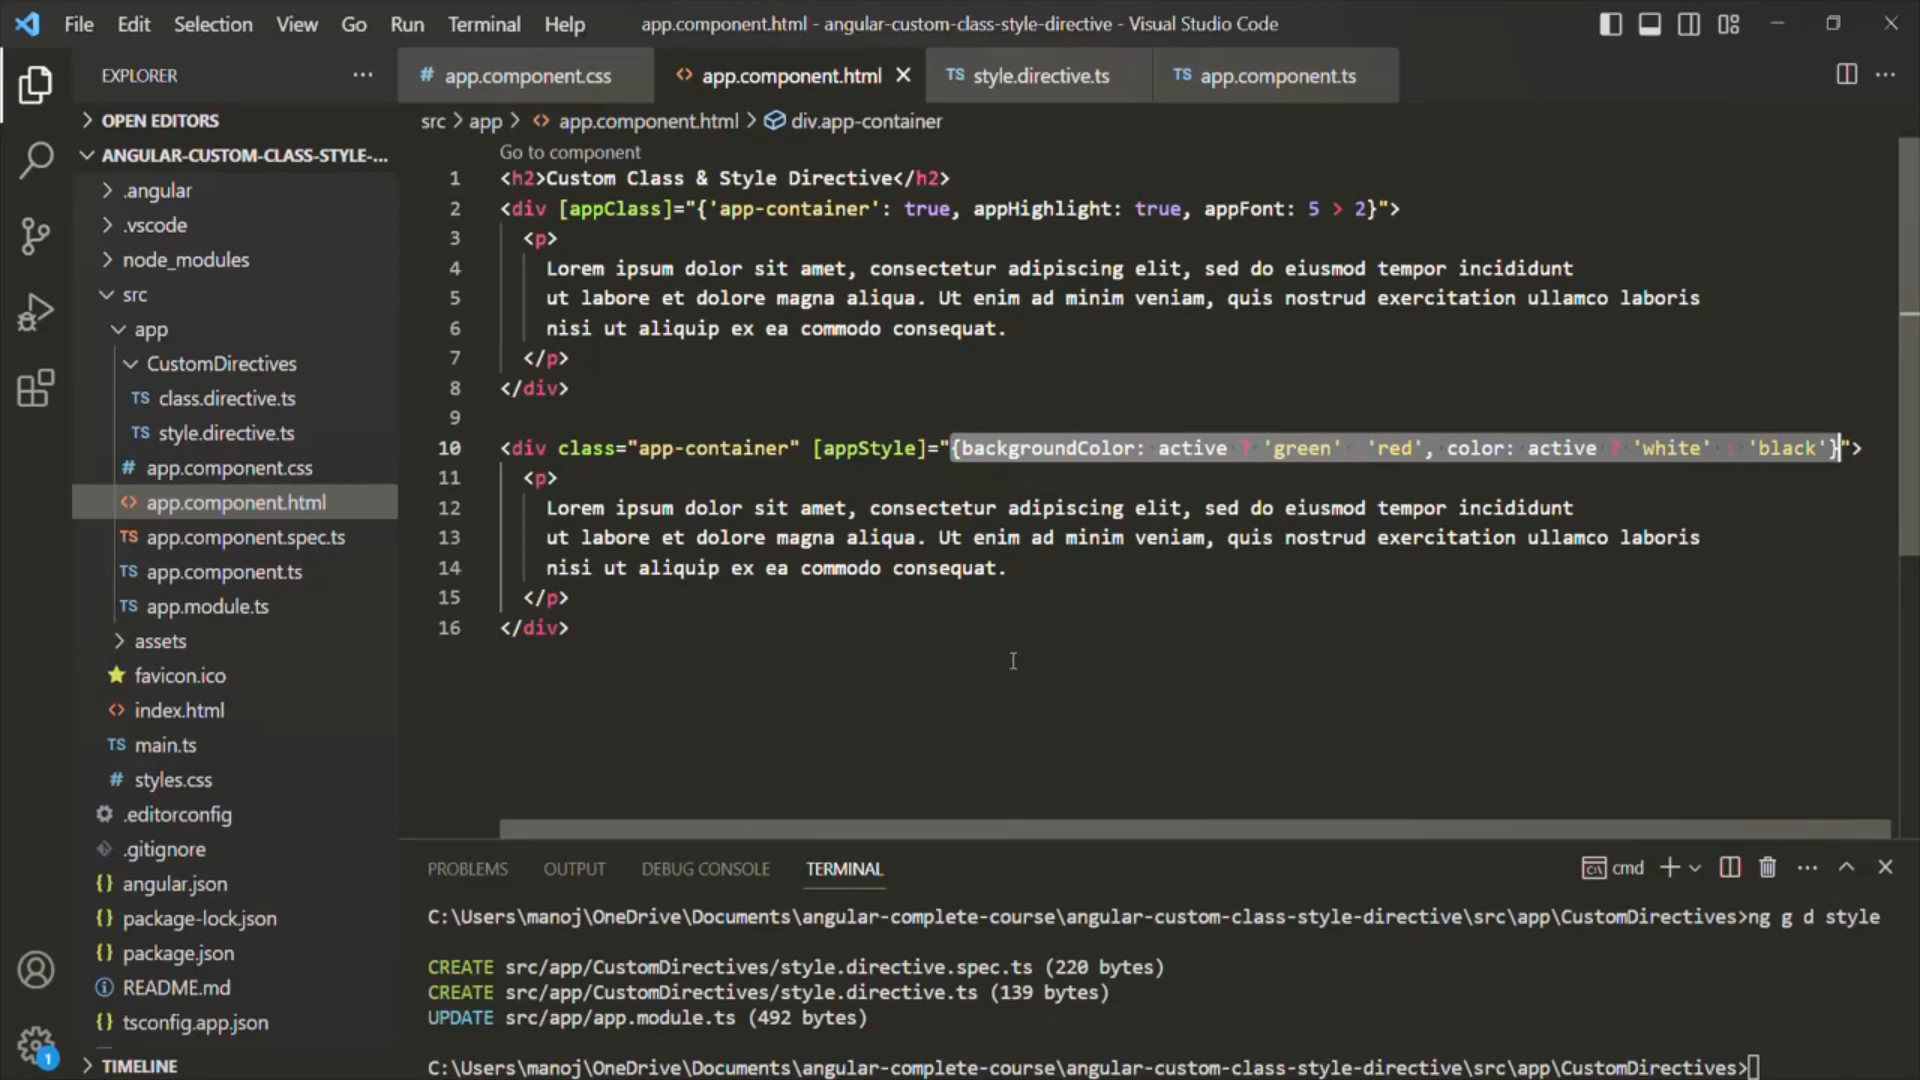 File Edit Selection View Go Run Terminal Help
app.component.html - angular-custom-class-style-directive - Visual Studio Code
EXPLORER
# app.component.css
<> app.component.html
TS style.directive.ts
TS app.component.ts
OPEN EDITORS
ANGULAR-CUSTOM-CLASS-STYLE-...
.angular
.vscode
node_modules
src
app
CustomDirectives
TS class.directive.ts
TS style.directive.ts
# app.component.css
<> app.component.html
TS app.component.spec.ts
TS app.component.ts
TS app.module.ts
assets
favicon.ico
<> index.html
TS main.ts
# styles.css
.editorconfig
.gitignore
{} angular.json
{} package-lock.json
{} package.json
README.md
{} tsconfig.app.json
TIMELINE
1
src > app > <> app.component.html > div.app-container
Go to component
1 <h2>Custom Class & Style Directive</h2>
2 <div [appClass]="{'app-container': true, appHighlight: true, appFont: 5 > 2}">
3 <p>
4 Lorem ipsum dolor sit amet, consectetur adipiscing elit, sed do eiusmod tempor incididunt
5 ut labore et dolore magna aliqua. Ut enim ad minim veniam, quis nostrud exercitation ullamco laboris
6 nisi ut aliquip ex ea commodo consequat.
7 </p>
8 </div>
9
10 <div class="app-container" [appStyle]="{backgroundColor: active ? 'green' 'red', color: active ? 'white' : 'black'}">
11 <p>
12 Lorem ipsum dolor sit amet, consectetur adipiscing elit, sed do eiusmod tempor incididunt
13 ut labore et dolore magna aliqua. Ut enim ad minim veniam, quis nostrud exercitation ullamco laboris
14 nisi ut aliquip ex ea commodo consequat.
15 </p>
16 </div>
PROBLEMS OUTPUT DEBUG CONSOLE TERMINAL
cmd
C:\Users\manoj\OneDrive\Documents\angular-complete-course\angular-custom-class-style-directive\src\app\CustomDirectives>ng g d style
CREATE src/app/CustomDirectives/style.directive.spec.ts (220 bytes)
CREATE src/app/CustomDirectives/style.directive.ts (139 bytes)
UPDATE src/app/app.module.ts (492 bytes)
C:\Users\manoj\OneDrive\Documents\angular-complete-course\angular-custom-class-style-directive\src\app\CustomDirectives>